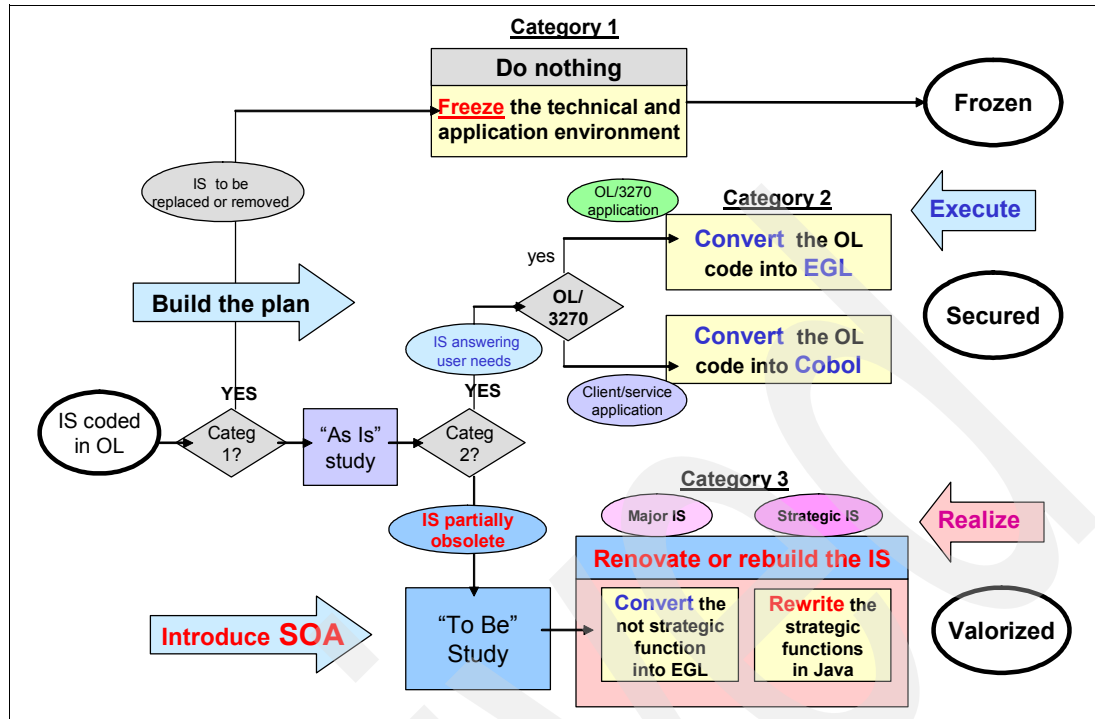 Category 1
Do nothing
Freeze the technical and
application environment
Frozen
IS to be
replaced or removed
OL/3270
application
Category 2
Execute
Convert the OL
code into EGL
yes
Build the plan
OL/
3270
Secured
IS answering
user needs
Convert the OL
code into Cobol
Client/service
application
YES
YES
IS coded
in OL
Categ
1?
"As Is"
study
Categ
2?
Category 3
IS partially
obsolete
Major IS
Strategic IS
Realize
Renovate or rebuild the IS
Introduce SOA
"To Be"
Study
Convert the
not strategic
function
into EGL
Rewrite the
strategic
functions
in Java
Valorized